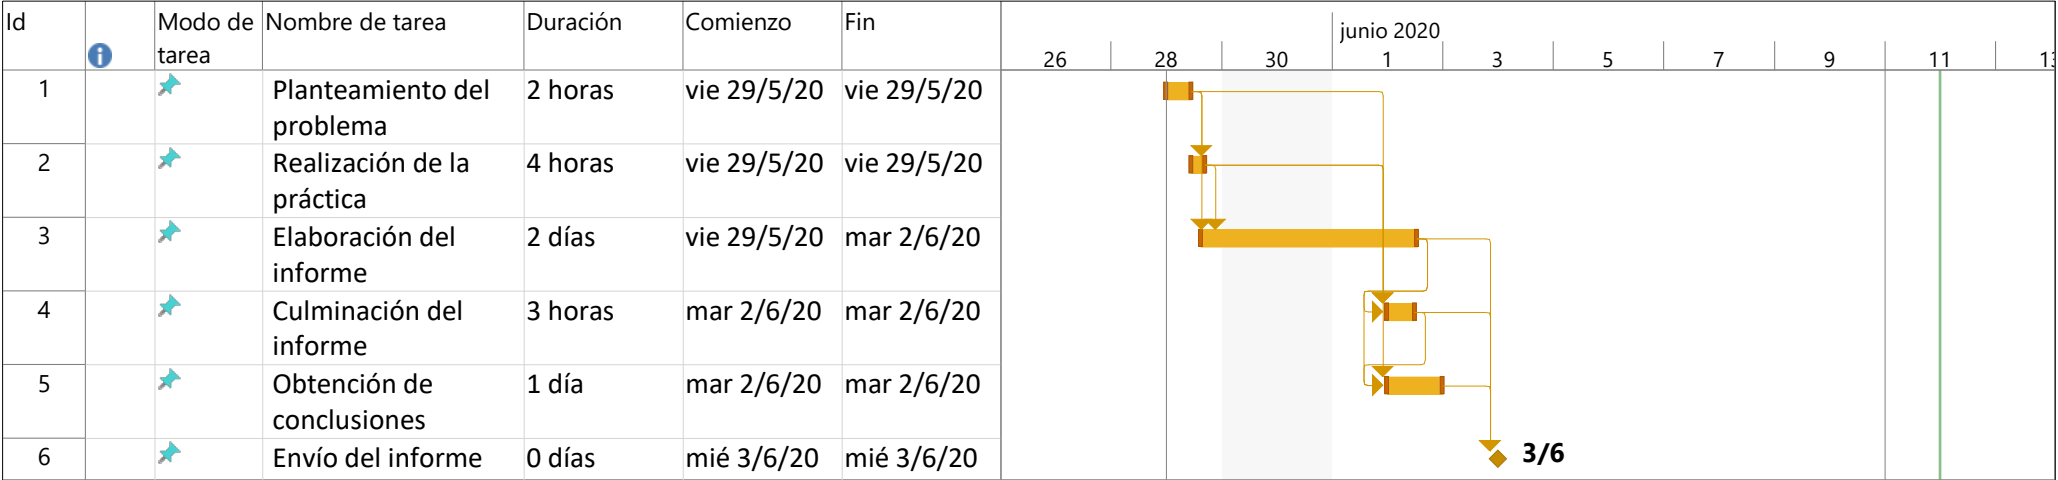 Id Modo de tarea Nombre de tarea Duración Comienzo Fin
junio 2020
26 28 30 1 3 5 7 9 11
1 Planteamiento del problema 2 horas vie 29/5/20 vie 29/5/20
2 Realización de la práctica 4 horas vie 29/5/20 vie 29/5/20
3 Elaboración del informe 2 días vie 29/5/20 mar 2/6/20
4 Culminación del informe 3 horas mar 2/6/20 mar 2/6/20
5 Obtención de conclusiones 1 día mar 2/6/20 mar 2/6/20
6 Envío del informe 0 días mié 3/6/20 mié 3/6/20
3/6